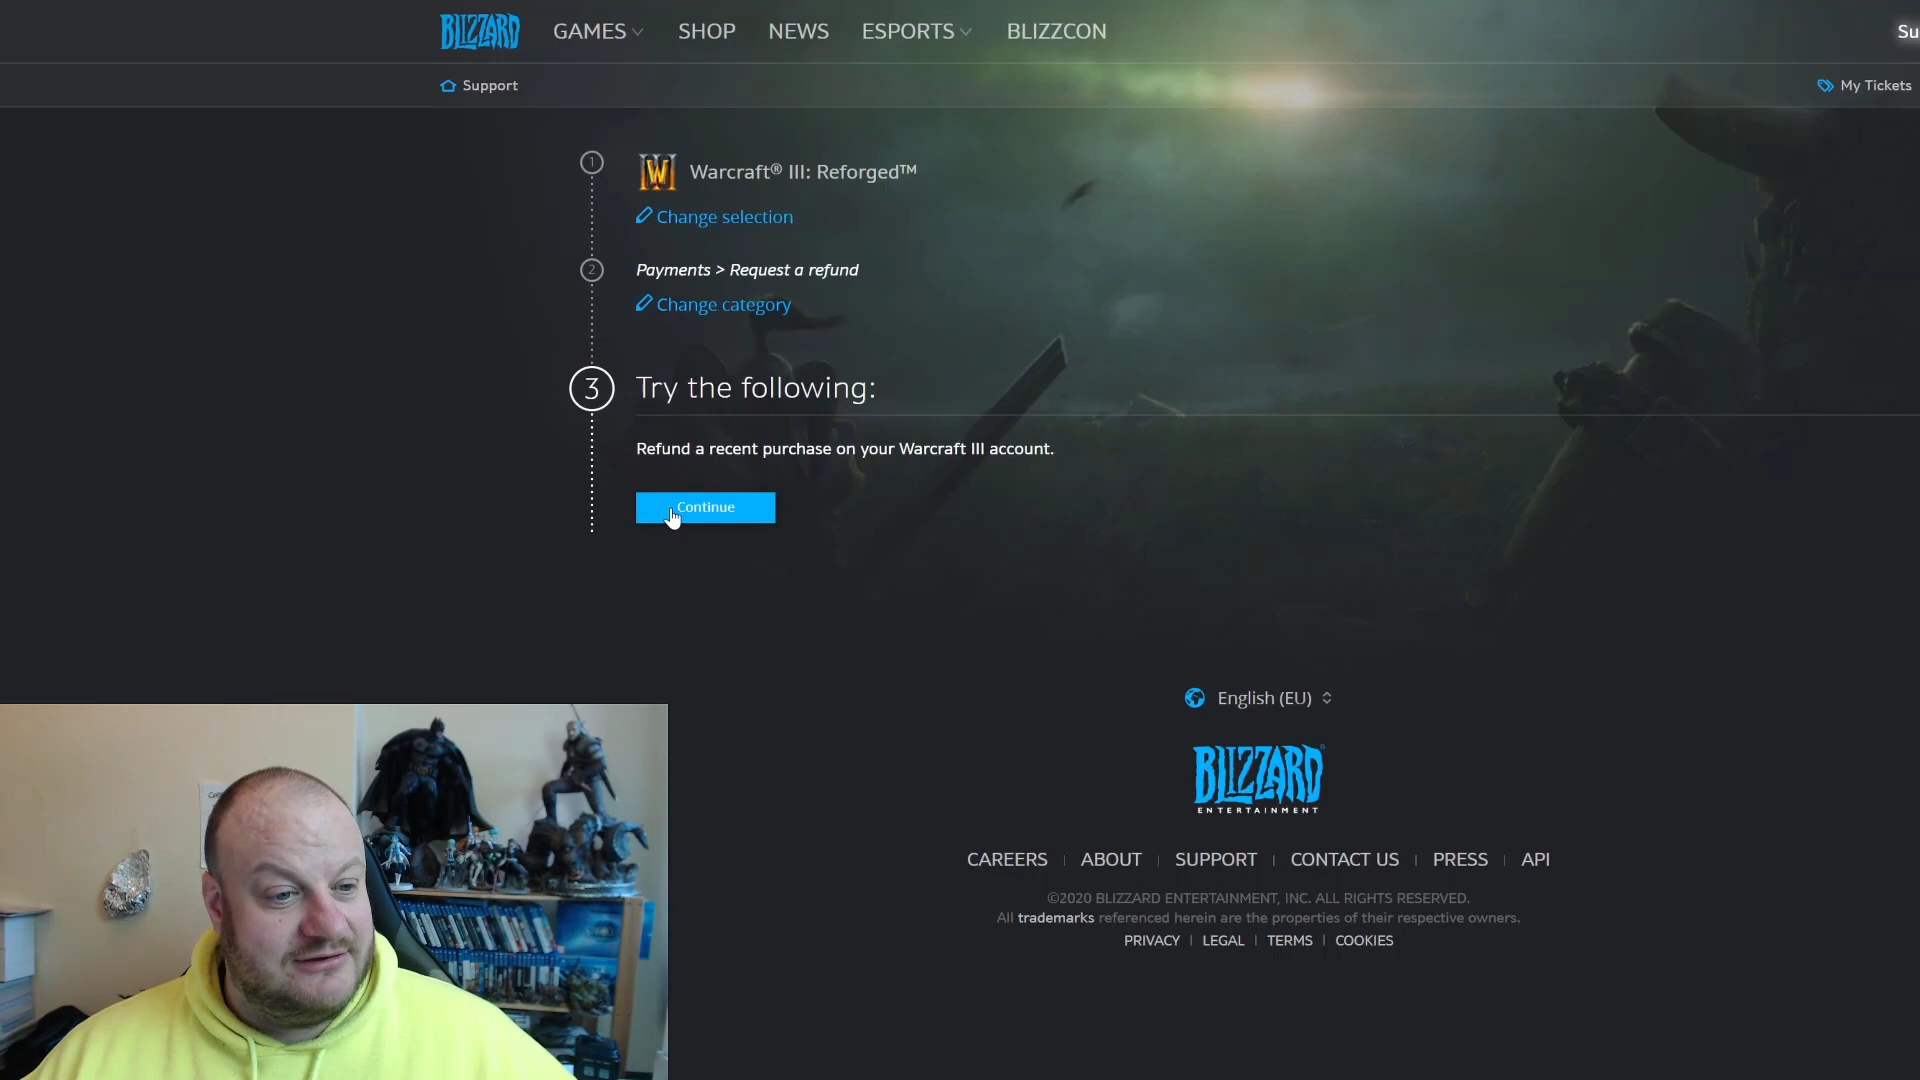 BLIZZARD
GAMES
SHOP
NEWS
ESPORTS
BLIZZCON
Su
Support
My Tickets
1
Warcraft® III: Reforged™
Change selection
2
Payments > Request a refund
Change category
3
Try the following:
Refund a recent purchase on your Warcraft III account.
Continue
English (EU)
BLIZZARD
ENTERTAINMENT
CAREERS | ABOUT | SUPPORT | CONTACT US | PRESS | API
©2020 BLIZZARD ENTERTAINMENT, INC. ALL RIGHTS RESERVED.
All trademarks referenced herein are the properties of their respective owners.
PRIVACY | LEGAL | TERMS | COOKIES